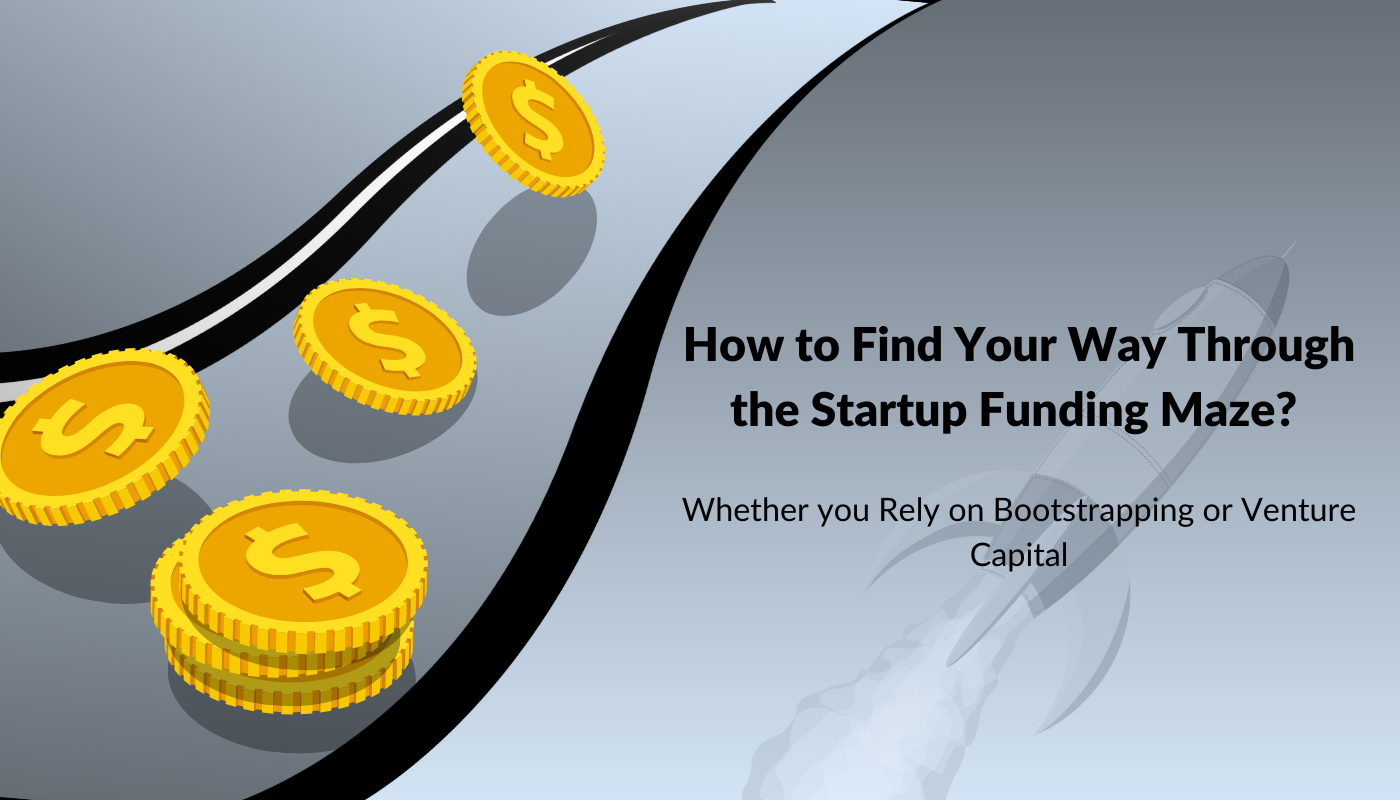 How to Find Your Way Through
the Startup Funding Maze?
Whether you Rely on Bootstrapping or Venture
Capital